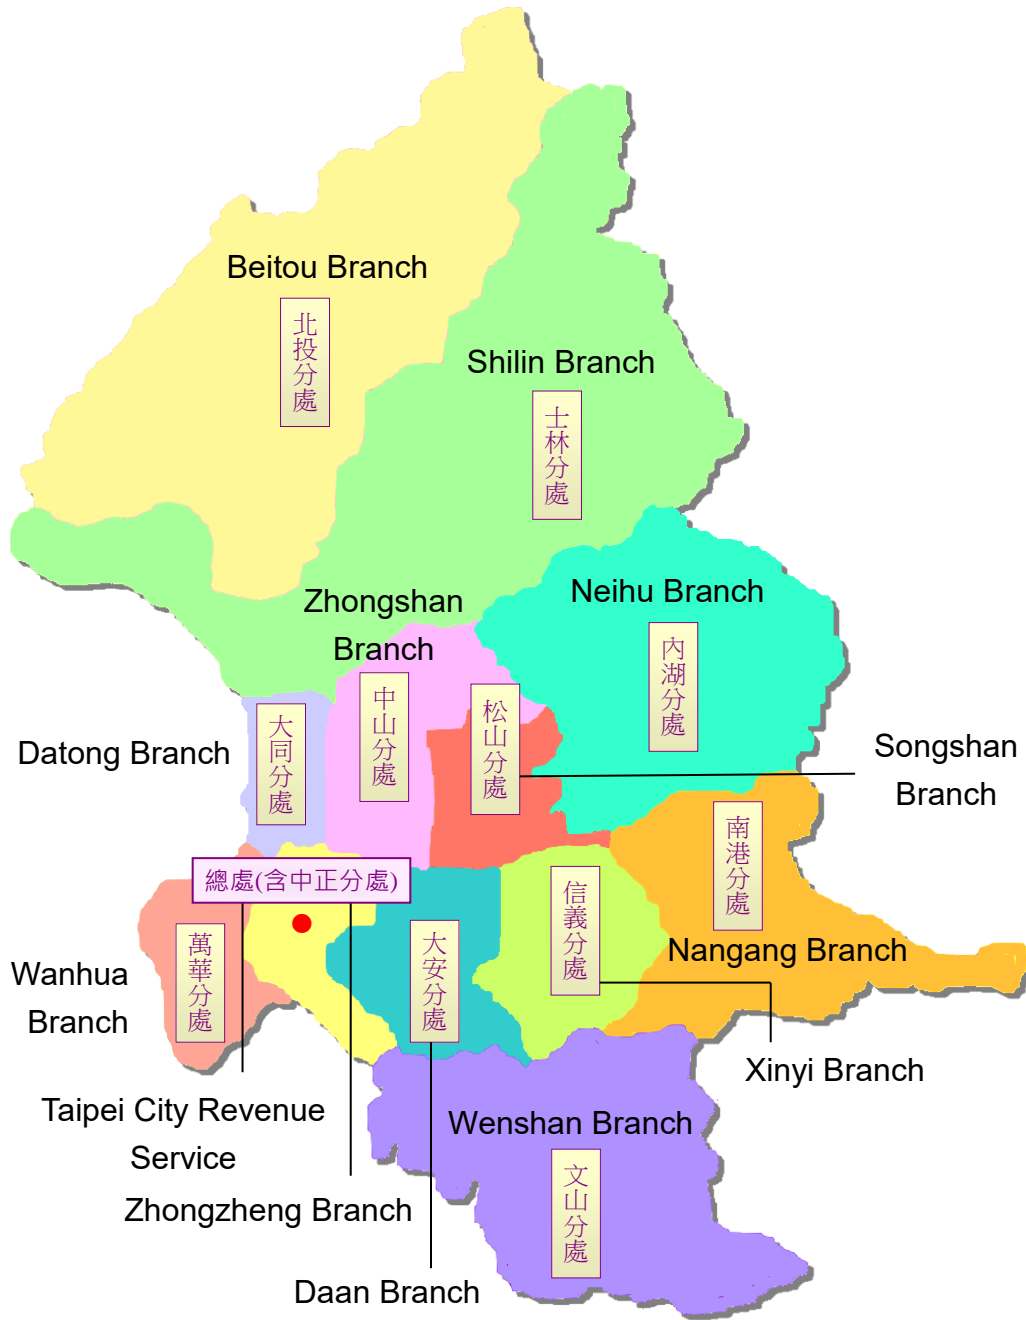 Beitou Branch
北投分處
Shilin Branch
士林分處
Zhongshan
Branch
中山分處
Neihu Branch
內湖分處
Datong Branch
大同分處
松山分處
Songshan
Branch
南港分處
Nangang Branch
總處(含中正分處)
信義分處
Wanhua
Branch
萬華分處
大安分處
Xinyi Branch
Taipei City Revenue
Service
Wenshan Branch
文山分處
Zhongzheng Branch
Daan Branch